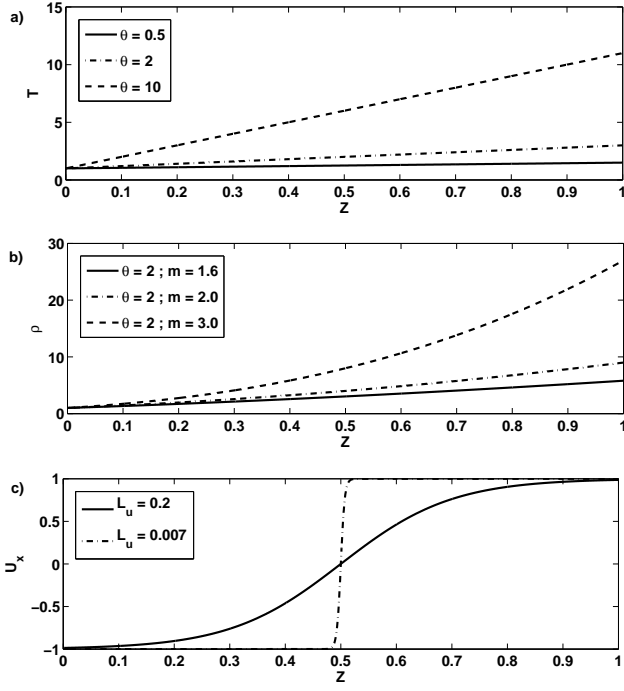 a)
15
θ = 0.5
θ = 2
θ = 10
10
T
5
0
0 0.1 0.2 0.3 0.4 0.5 0.6 0.7 0.8 0.9 1
Z
b)
30
θ = 2 ; m = 1.6
θ = 2 ; m = 2.0
θ = 2 ; m = 3.0
20
ρ
10
0
0 0.1 0.2 0.3 0.4 0.5 0.6 0.7 0.8 0.9 1
Z
c)
1
L_u = 0.2
L_u = 0.007
0.5
U_x
0
−0.5
−1
0 0.1 0.2 0.3 0.4 0.5 0.6 0.7 0.8 0.9 1
Z